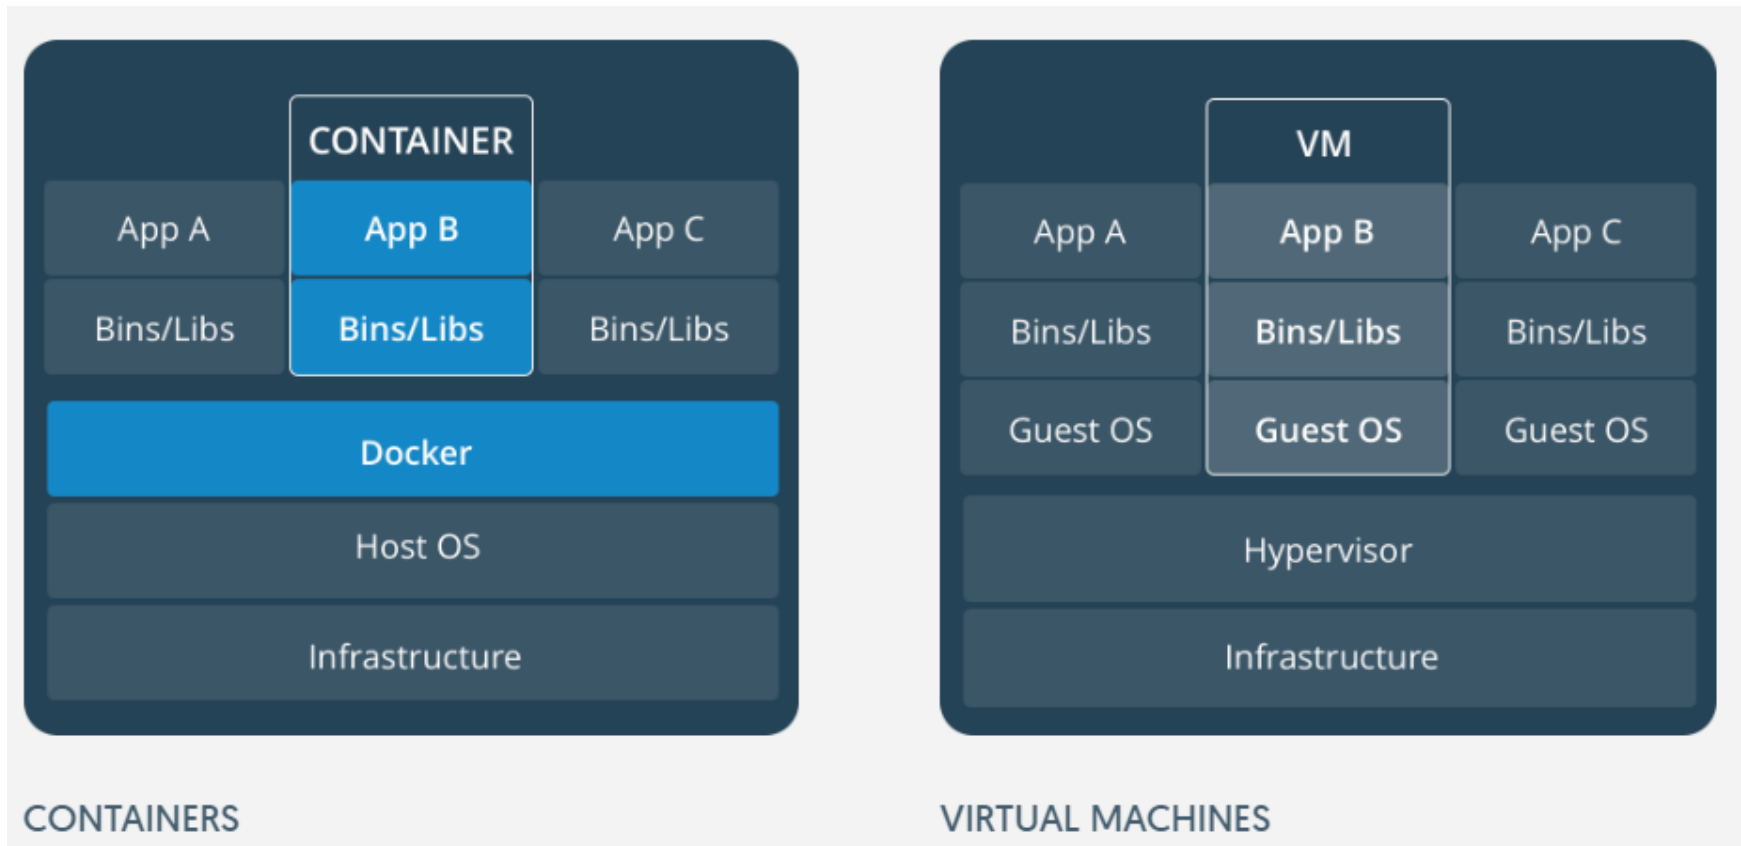 CONTAINER
App A
App B
App C
Bins/Libs
Bins/Libs
Bins/Libs
Docker
Host OS
Infrastructure
CONTAINERS
VM
App A
App B
App C
Bins/Libs
Bins/Libs
Bins/Libs
Guest OS
Guest OS
Guest OS
Hypervisor
Infrastructure
VIRTUAL MACHINES